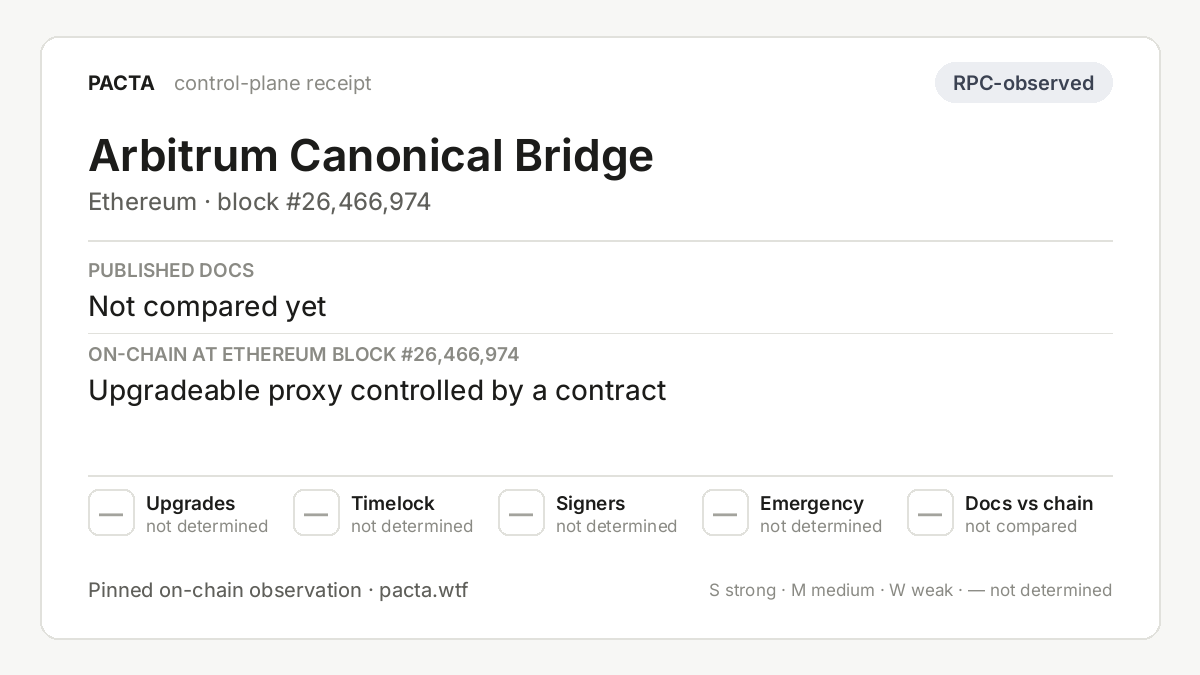 PACTA control-plane receipt RPC-observed
Arbitrum Canonical Bridge
Ethereum · block #26,466,974
PUBLISHED DOCS
Not compared yet
ON-CHAIN AT ETHEREUM BLOCK #26,466,974
Upgradeable proxy controlled by a contract
— Upgrades — Timelock — Signers — Emergency — Docs vs chain
not determined not determined not determined not determined not compared
Pinned on-chain observation · pacta.wtf S strong · M medium · W weak · — not determined